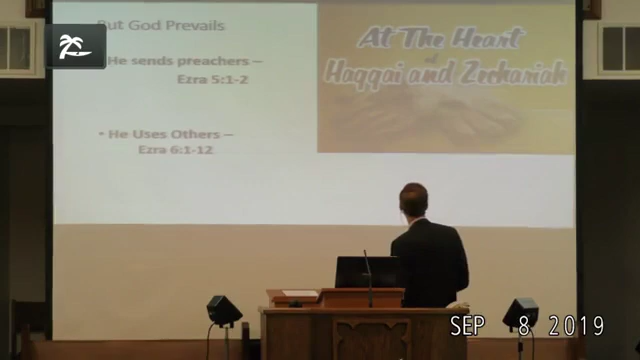 But God Prevails
• He sends preachers –
Ezra 5:1-2
• He Uses Others –
Ezra 6:1-12
At The Heart
of
Haggai and Zechariah
SEP 8 2019